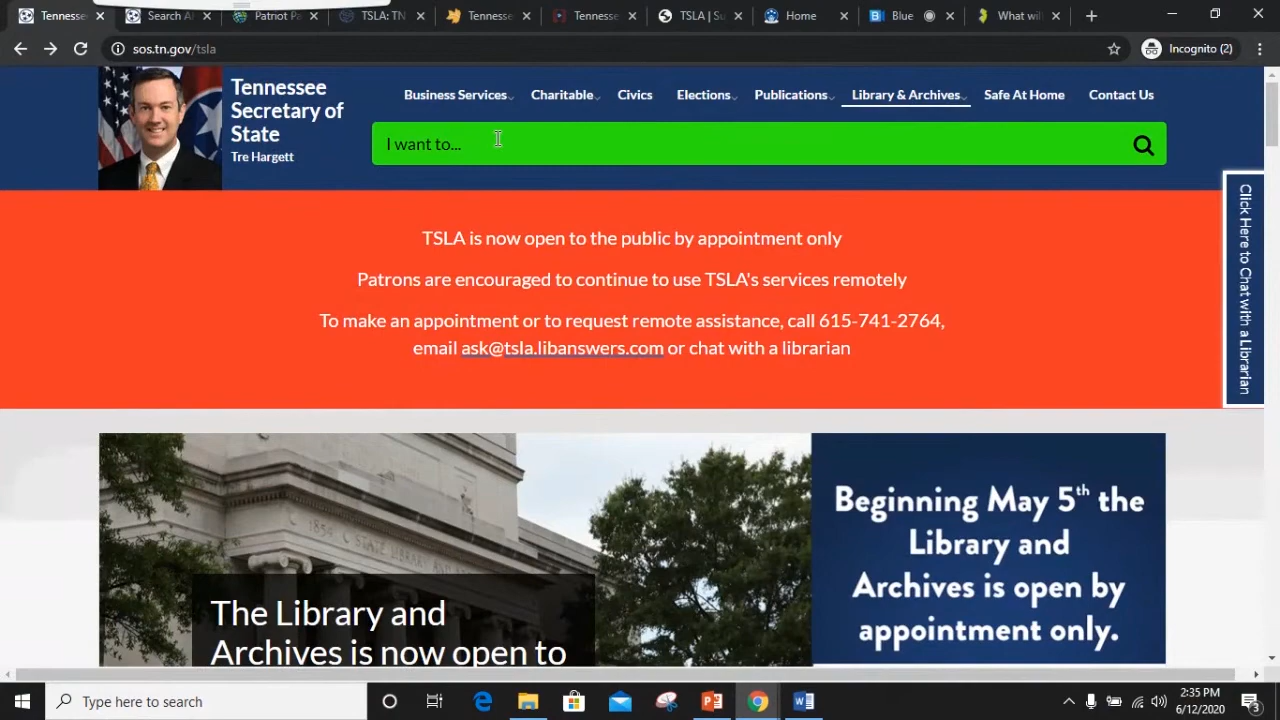 Tennesse
Search A
Patriot Pa
TSLA: TN
Tennesse
Tennesse
TSLA | Su
Home
Blue
What wil
sos.tn.gov/tsla
Incognito (2)
Tennessee
Secretary of
State
Tre Hargett
Business Services
Charitable
Civics
Elections
Publications
Library & Archives
Safe At Home
Contact Us
I want to...
TSLA is now open to the public by appointment only
Patrons are encouraged to continue to use TSLA's services remotely
To make an appointment or to request remote assistance, call 615-741-2764,
email ask@tsla.libanswers.com or chat with a librarian
Click Here to Chat with a Librarian
The Library and
Archives is now open to
Beginning May 5th the
Library and
Archives is open by
appointment only.
Type here to search
2:35 PM
6/12/2020
3